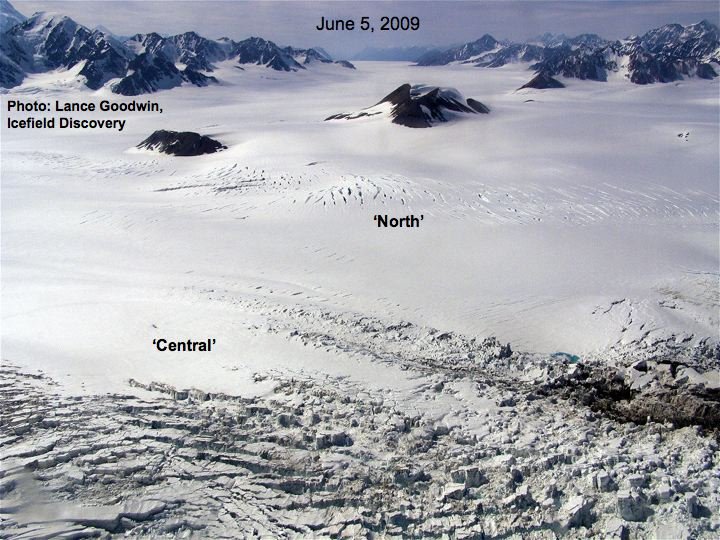 June 5, 2009
Photo: Lance Goodwin,
Icefield Discovery
‘North’
‘Central’